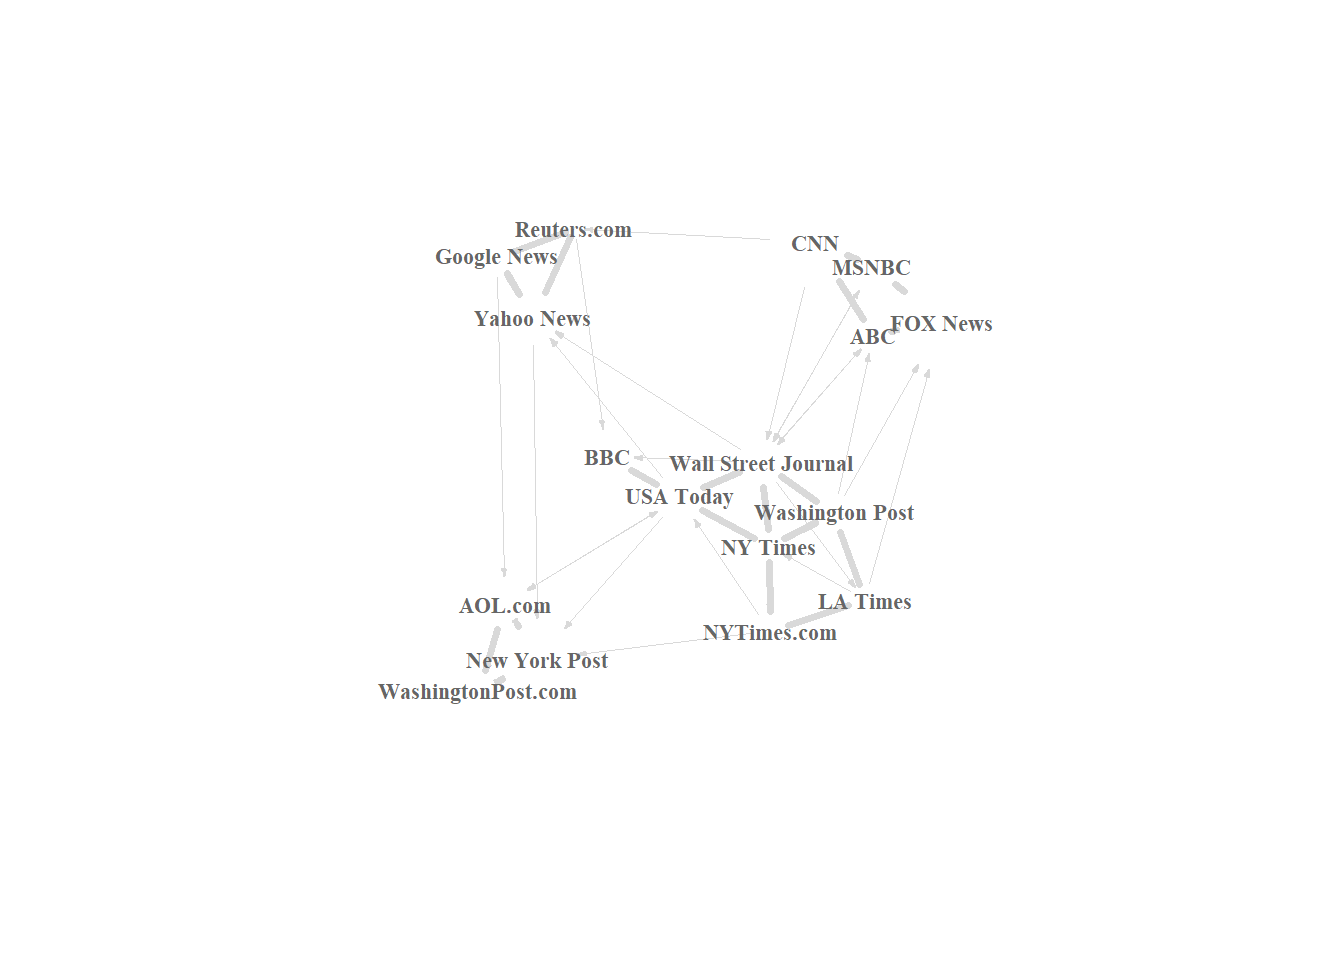 Reuters.com
CNN
Google News
MSNBC
Yahoo News
FOX News
ABC
BBC
Wall Street Journal
USA Today
Washington Post
NY Times
AOL.com
LA Times
NYTimes.com
New York Post
WashingtonPost.com